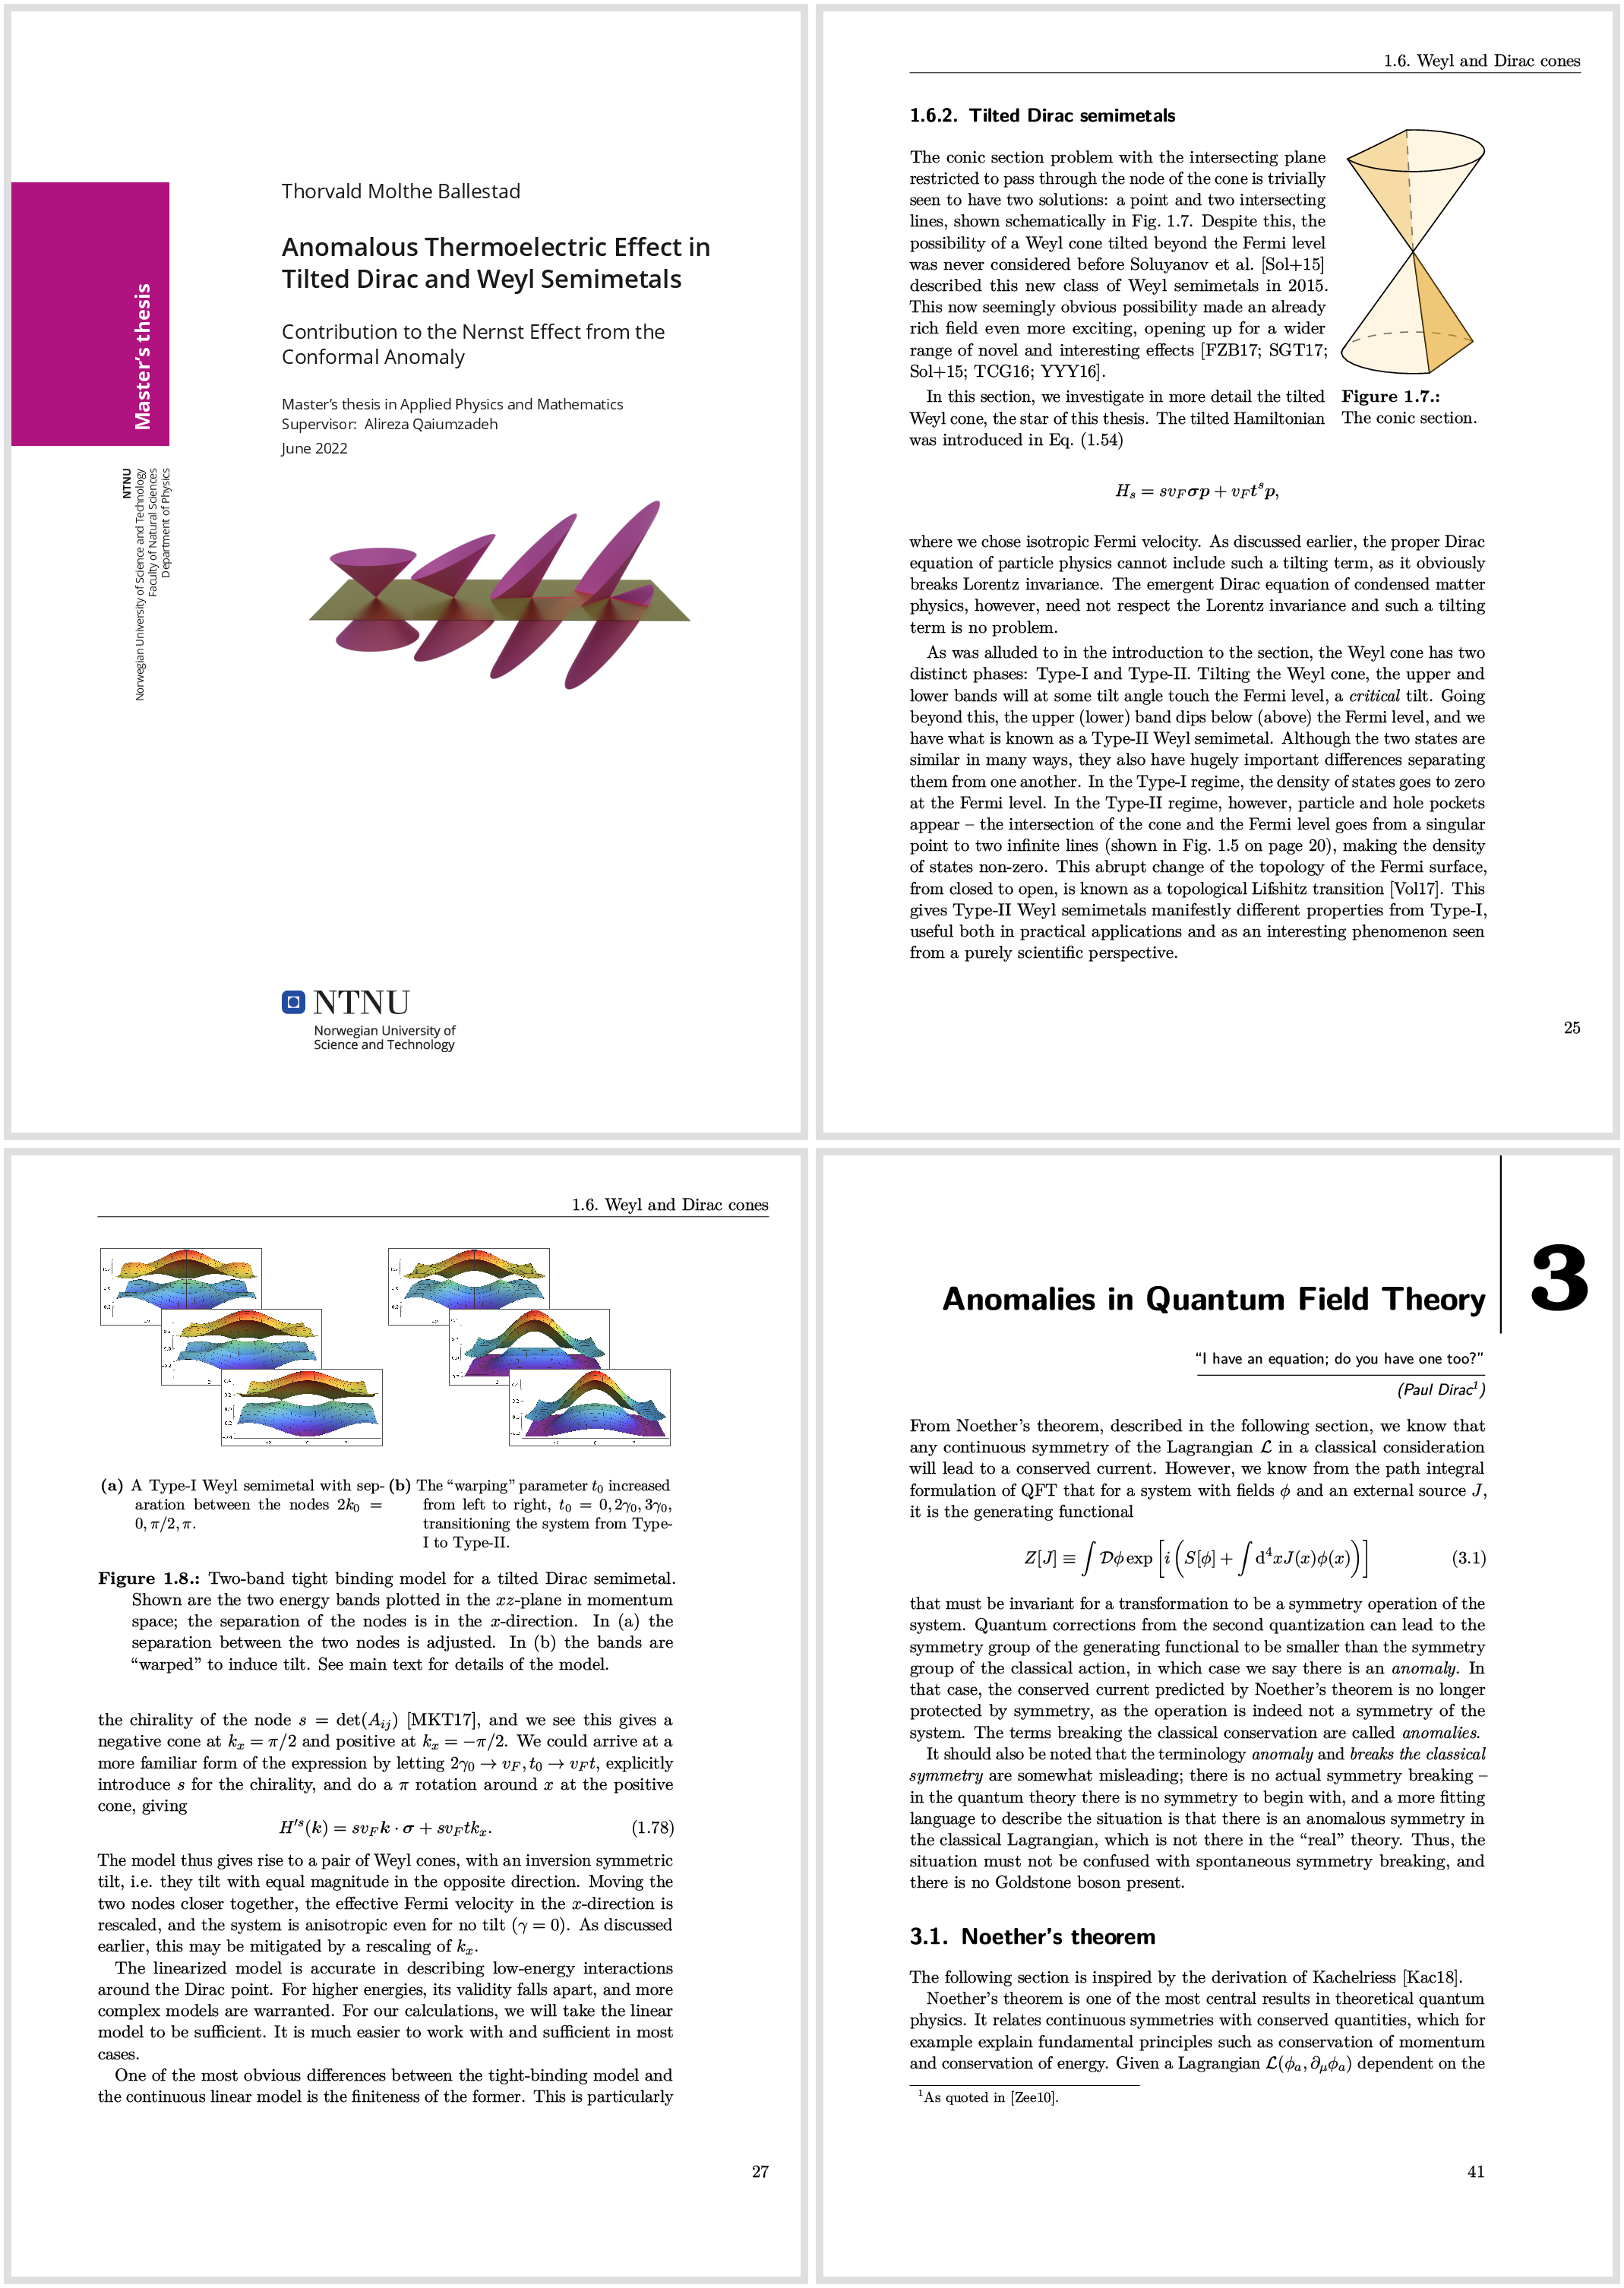 Master's thesis
NTNU
Norwegian University of Science and Technology
Faculty of Natural Sciences
Department of Physics
Thorvald Molthe Ballestad
Anomalous Thermoelectric Effect in
Tilted Dirac and Weyl Semimetals
Contribution to the Nernst Effect from the
Conformal Anomaly
Master's thesis in Applied Physics and Mathematics
Supervisor: Alireza Qaiumzadeh
June 2022
NTNU
Norwegian University of
Science and Technology
1.6. Weyl and Dirac cones
1.6.2. Tilted Dirac semimetals
The conic section problem with the intersecting plane
restricted to pass through the node of the cone is trivially
seen to have two solutions: a point and two intersecting
lines, shown schematically in Fig. 1.7. Despite this, the
possibility of a Weyl cone tilted beyond the Fermi level
was never considered before Soluyanov et al. [Sol+15]
described this new class of Weyl semimetals in 2015.
This now seemingly obvious possibility made an already
rich field even more exciting, opening up for a wider
range of novel and interesting effects [FZB17; SGT17;
Sol+15; TCG16; YYY16].
In this section, we investigate in more detail the tilted
Weyl cone, the star of this thesis. The tilted Hamiltonian
was introduced in Eq. (1.54)
Figure 1.7.:
The conic section.
H_s = sv_F σp + v_F t^s p,
where we chose isotropic Fermi velocity. As discussed earlier, the proper Dirac
equation of particle physics cannot include such a tilting term, as it obviously
breaks Lorentz invariance. The emergent Dirac equation of condensed matter
physics, however, need not respect the Lorentz invariance and such a tilting
term is no problem.
As was alluded to in the introduction to the section, the Weyl cone has two
distinct phases: Type-I and Type-II. Tilting the Weyl cone, the upper and
lower bands will at some tilt angle touch the Fermi level, a critical tilt. Going
beyond this, the upper (lower) band dips below (above) the Fermi level, and we
have what is known as a Type-II Weyl semimetal. Although the two states are
similar in many ways, they also have hugely important differences separating
them from one another. In the Type-I regime, the density of states goes to zero
at the Fermi level. In the Type-II regime, however, particle and hole pockets
appear – the intersection of the cone and the Fermi level goes from a singular
point to two infinite lines (shown in Fig. 1.5 on page 20), making the density
of states non-zero. This abrupt change of the topology of the Fermi surface,
from closed to open, is known as a topological Lifshitz transition [Vol17]. This
gives Type-II Weyl semimetals manifestly different properties from Type-I,
useful both in practical applications and as an interesting phenomenon seen
from a purely scientific perspective.
25
1.6. Weyl and Dirac cones
(a) A Type-I Weyl semimetal with sep-
aration between the nodes 2k₀ =
0, π/2, π.
(b) The "warping" parameter t₀ increased
from left to right, t₀ = 0, 2γ₀, 3γ₀,
transitioning the system from Type-
I to Type-II.
Figure 1.8.: Two-band tight binding model for a tilted Dirac semimetal.
Shown are the two energy bands plotted in the xz-plane in momentum
space; the separation of the nodes is in the x-direction. In (a) the
separation between the two nodes is adjusted. In (b) the bands are
"warped" to induce tilt. See main text for details of the model.
the chirality of the node s = det(A_ij) [MKT17], and we see this gives a
negative cone at k_x = π/2 and positive at k_x = −π/2. We could arrive at a
more familiar form of the expression by letting 2γ₀ → v_F, t₀ → v_F t, explicitly
introduce s for the chirality, and do a π rotation around x at the positive
cone, giving
H'^s(k) = sv_F k · σ + sv_F tk_x. (1.78)
The model thus gives rise to a pair of Weyl cones, with an inversion symmetric
tilt, i.e. they tilt with equal magnitude in the opposite direction. Moving the
two nodes closer together, the effective Fermi velocity in the x-direction is
rescaled, and the system is anisotropic even for no tilt (γ = 0). As discussed
earlier, this may be mitigated by a rescaling of k_x.
The linearized model is accurate in describing low-energy interactions
around the Dirac point. For higher energies, its validity falls apart, and more
complex models are warranted. For our calculations, we will take the linear
model to be sufficient. It is much easier to work with and sufficient in most
cases.
One of the most obvious differences between the tight-binding model and
the continuous linear model is the finiteness of the former. This is particularly
27
3
Anomalies in Quantum Field Theory
"I have an equation; do you have one too?"
(Paul Dirac¹)
From Noether's theorem, described in the following section, we know that
any continuous symmetry of the Lagrangian ℒ in a classical consideration
will lead to a conserved current. However, we know from the path integral
formulation of QFT that for a system with fields ϕ and an external source J,
it is the generating functional
Z[J] ≡ ∫ 𝒟ϕ exp [i (S[ϕ] + ∫ d⁴xJ(x)ϕ(x))] (3.1)
that must be invariant for a transformation to be a symmetry operation of the
system. Quantum corrections from the second quantization can lead to the
symmetry group of the generating functional to be smaller than the symmetry
group of the classical action, in which case we say there is an anomaly. In
that case, the conserved current predicted by Noether's theorem is no longer
protected by symmetry, as the operation is indeed not a symmetry of the
system. The terms breaking the classical conservation are called anomalies.
It should also be noted that the terminology anomaly and breaks the classical
symmetry are somewhat misleading; there is no actual symmetry breaking –
in the quantum theory there is no symmetry to begin with, and a more fitting
language to describe the situation is that there is an anomalous symmetry in
the classical Lagrangian, which is not there in the "real" theory. Thus, the
situation must not be confused with spontaneous symmetry breaking, and
there is no Goldstone boson present.
3.1. Noether's theorem
The following section is inspired by the derivation of Kachelriess [Kac18].
Noether's theorem is one of the most central results in theoretical quantum
physics. It relates continuous symmetries with conserved quantities, which for
example explain fundamental principles such as conservation of momentum
and conservation of energy. Given a Lagrangian ℒ(ϕ_a, ∂_μϕ_a) dependent on the
¹As quoted in [Zee10].
41